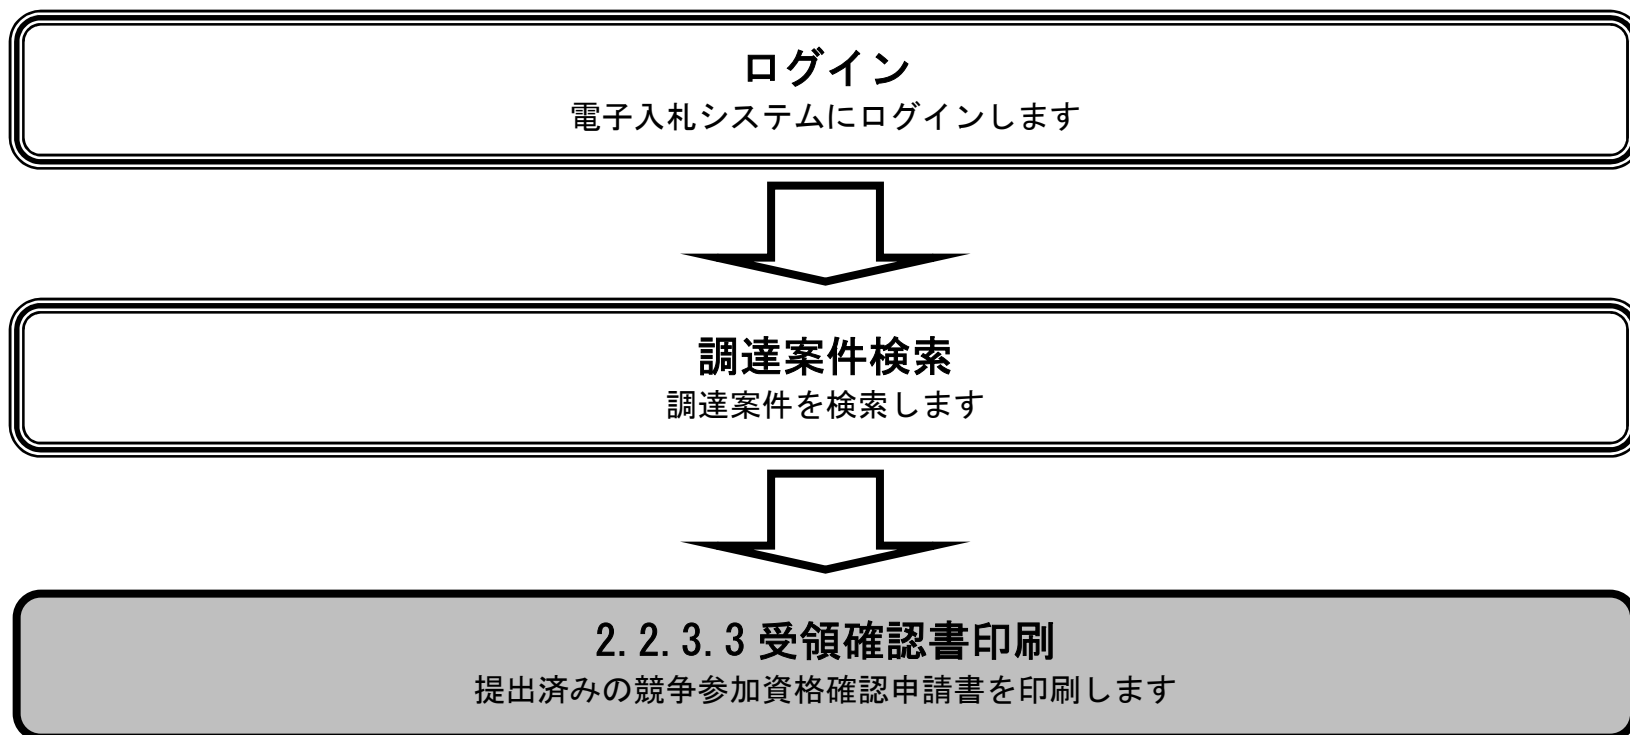 ログイン
電子入札システムにログインします
調達案件検索
調達案件を検索します
2.2.3.3 受領確認書印刷
提出済みの競争参加資格確認申請書を印刷します